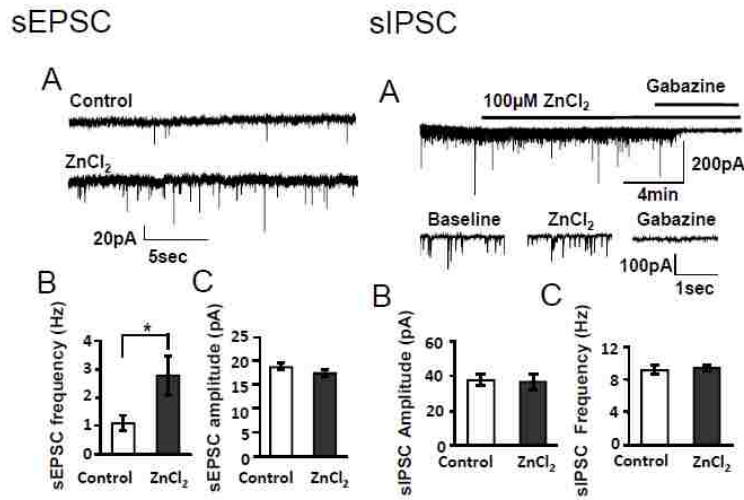 sEPSC
A
Control
ZnCl₂
20pA
5sec
B
sEPSC frequency (Hz)
4
3
2
1
0
*
Control ZnCl₂
C
sEPSC amplitude (pA)
25
20
15
10
5
0
Control ZnCl₂
sIPSC
A
Gabazine
100µM ZnCl₂
200pA
4min
Baseline ZnCl₂ Gabazine
100pA
1sec
B
sIPSC Amplitude (pA)
60
40
20
0
Control ZnCl₂
C
sIPSC Frequency (Hz)
12
8
4
0
Control ZnCl₂